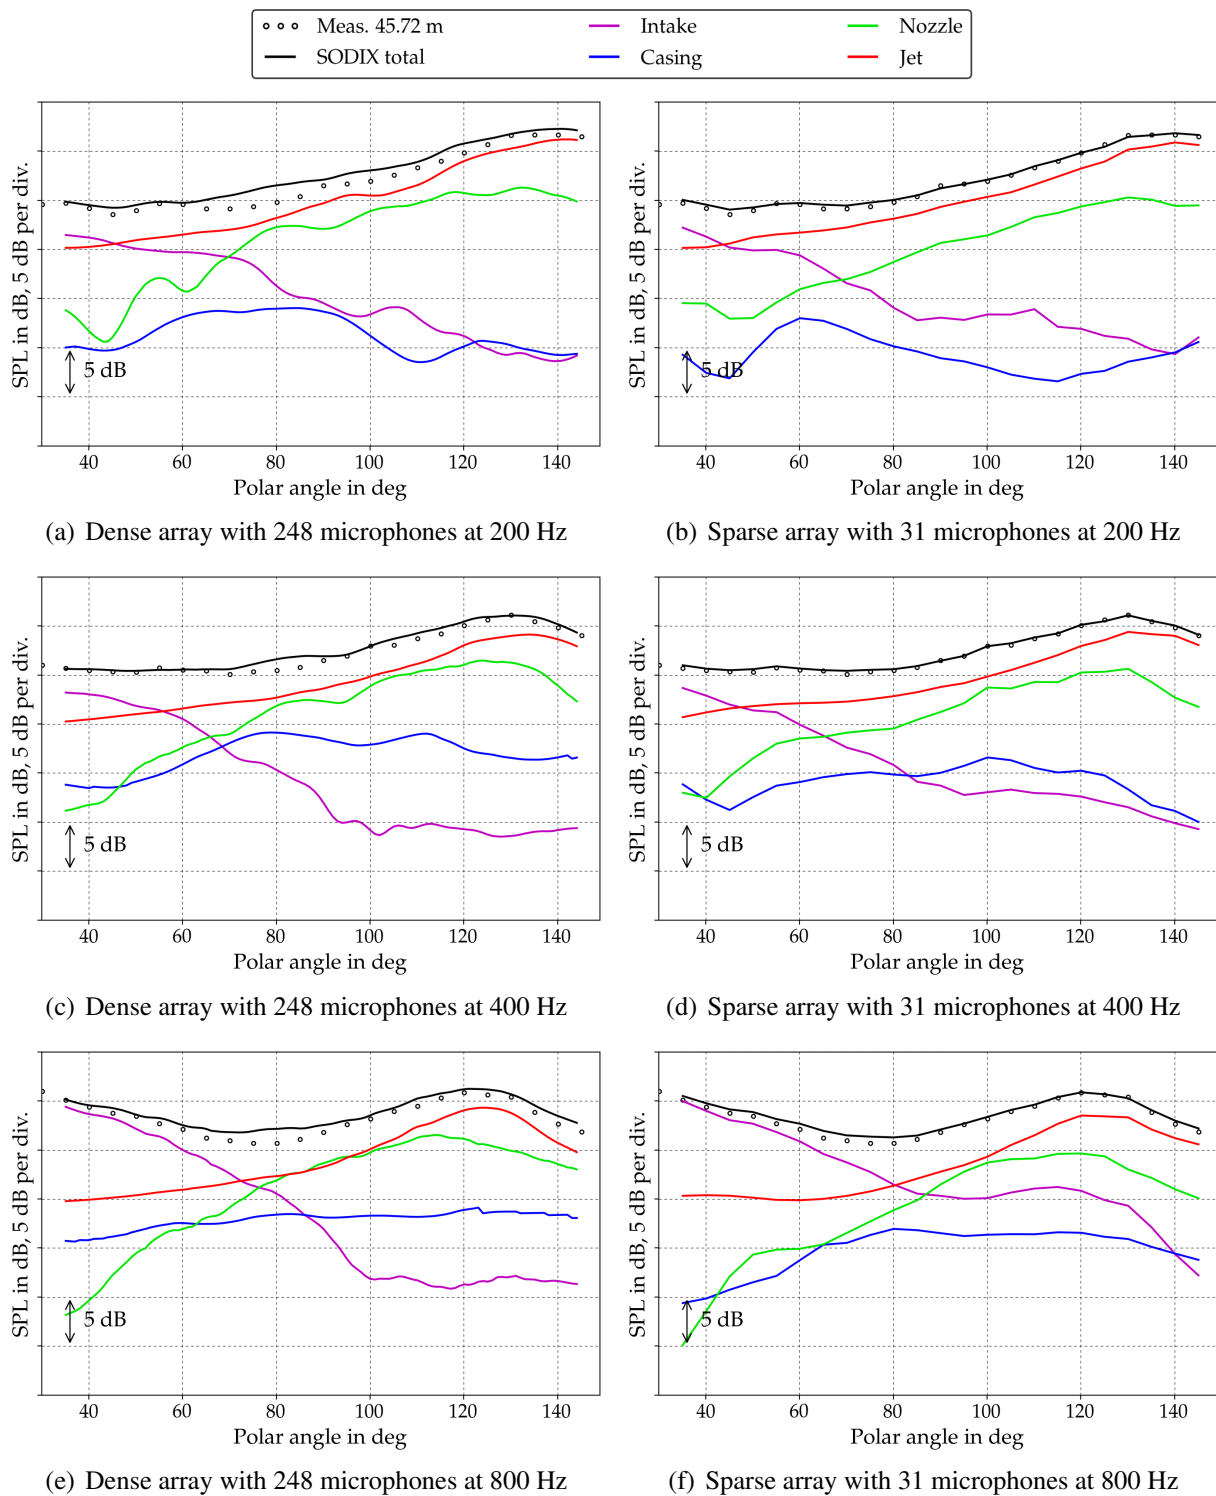 Meas. 45.72 m Intake Nozzle
SODIX total Casing Jet
SPL in dB, 5 dB per div.
5 dB
40 60 80 100 120 140
Polar angle in deg
(a) Dense array with 248 microphones at 200 Hz
SPL in dB, 5 dB per div.
5 dB
40 60 80 100 120 140
Polar angle in deg
(b) Sparse array with 31 microphones at 200 Hz
SPL in dB, 5 dB per div.
5 dB
40 60 80 100 120 140
Polar angle in deg
(c) Dense array with 248 microphones at 400 Hz
SPL in dB, 5 dB per div.
5 dB
40 60 80 100 120 140
Polar angle in deg
(d) Sparse array with 31 microphones at 400 Hz
SPL in dB, 5 dB per div.
5 dB
40 60 80 100 120 140
Polar angle in deg
(e) Dense array with 248 microphones at 800 Hz
SPL in dB, 5 dB per div.
5 dB
40 60 80 100 120 140
Polar angle in deg
(f) Sparse array with 31 microphones at 800 Hz